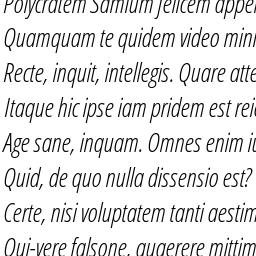 Polycratem Samium felicem appel
Quamquam te quidem video mini
Recte, inquit, intellegis. Quare atte
Itaque hic ipse iam pridem est reie
Age sane, inquam. Omnes enim iu
Quid, de quo nulla dissensio est?
Certe, nisi voluptatem tanti aestim
Qui-vere falsone, quaerere mittim